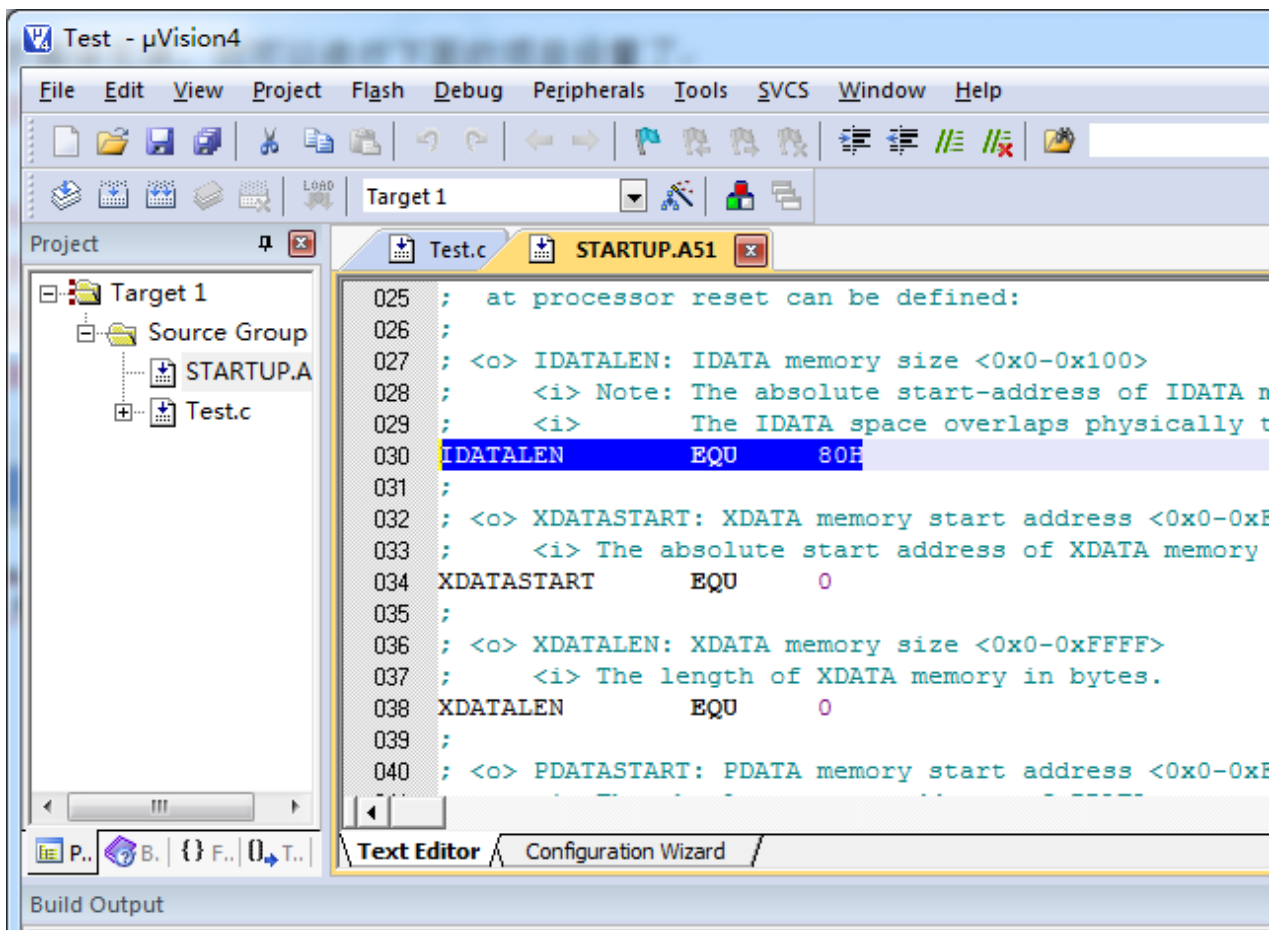 Test - µVision4
File Edit View Project Flash Debug Peripherals Tools SVCS Window Help
LOAD
Target 1
Project
Test.c STARTUP.A51
Target 1
Source Group
STARTUP.A
Test.c
025 ;  at processor reset can be defined:
026 ;
027 ; <o> IDATALEN: IDATA memory size <0x0-0x100>
028 ;     <i> Note: The absolute start-address of IDATA m
029 ;     <i>       The IDATA space overlaps physically t
030 IDATALEN        EQU     80H
031 ;
032 ; <o> XDATASTART: XDATA memory start address <0x0-0xF
033 ;     <i> The absolute start address of XDATA memory
034 XDATASTART      EQU     0
035 ;
036 ; <o> XDATALEN: XDATA memory size <0x0-0xFFFF>
037 ;     <i> The length of XDATA memory in bytes.
038 XDATALEN        EQU     0
039 ;
040 ; <o> PDATASTART: PDATA memory start address <0x0-0xF
P.. B. {} F.. T..
Text Editor Configuration Wizard
Build Output